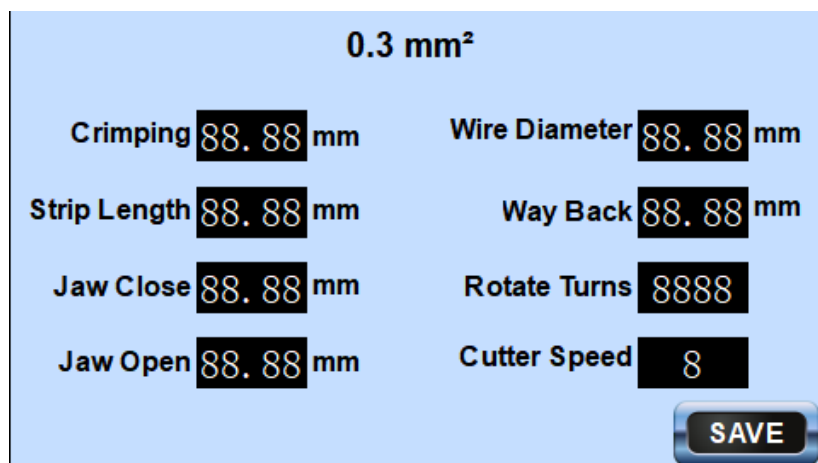 0.3 mm²
Crimping 88.88 mm Wire Diameter 88.88 mm
Strip Length 88.88 mm Way Back 88.88 mm
Jaw Close 88.88 mm Rotate Turns 8888
Jaw Open 88.88 mm Cutter Speed 8
SAVE